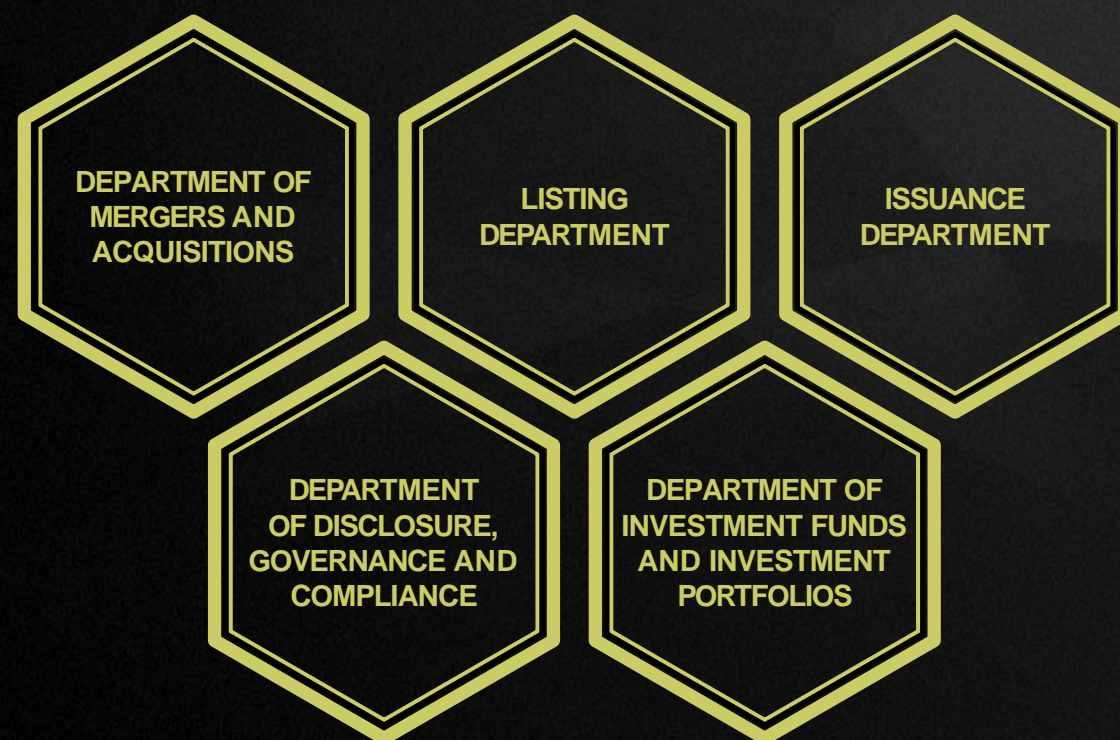 DEPARTMENT OF
MERGERS AND
ACQUISITIONS
LISTING
DEPARTMENT
ISSUANCE
DEPARTMENT
DEPARTMENT
OF DISCLOSURE,
GOVERNANCE AND
COMPLIANCE
DEPARTMENT OF
INVESTMENT FUNDS
AND INVESTMENT
PORTFOLIOS